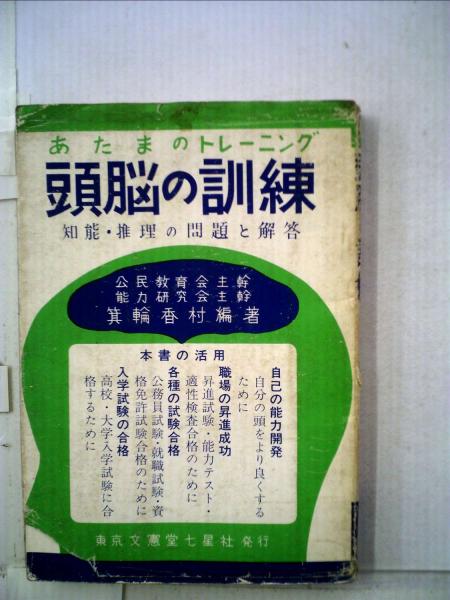 あたまのトレーニング
頭脳の訓練
知能・推理の問題と解答
公民教育会主幹
能力研究会主幹
箕輪香村編著
本書の活用
自己の能力開発
自分の頭をより良くする
ために
職場の昇進成功
昇進試験・能力テスト・
適性検査合格のために
各種の試験合格
公務員試験・就職試験・資
格免許試験合格のために
入学試験の合格
高校・大学入学試験に合
格するために
東京文憲堂七星社発行